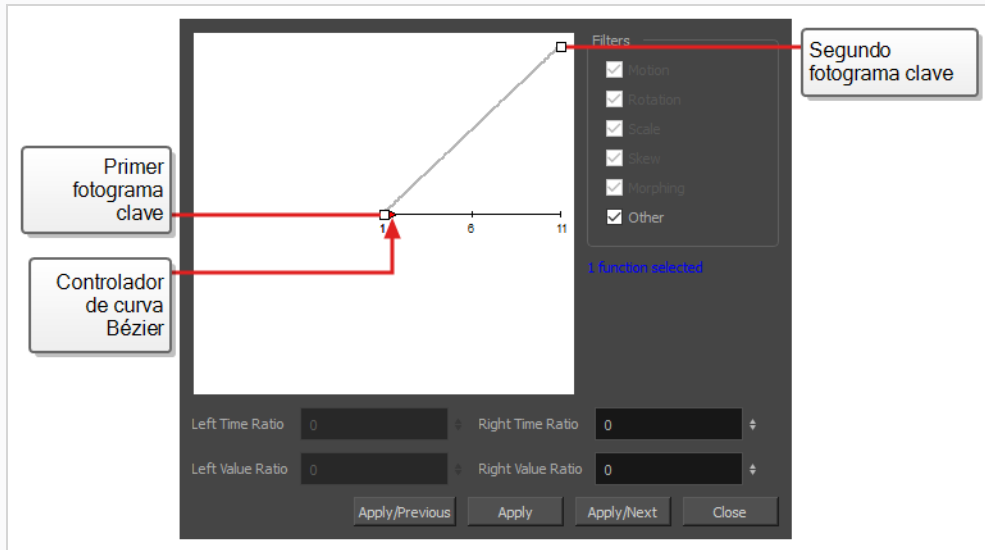 Filters
Segundo
fotograma clave
Motion
Rotation
Scale
Skew
Morphing
Other
Primer
fotograma
clave
1 6 11
1 function selected
Controlador
de curva
Bézier
Left Time Ratio 0 Right Time Ratio 0
Left Value Ratio 0 Right Value Ratio 0
Apply/Previous Apply Apply/Next Close